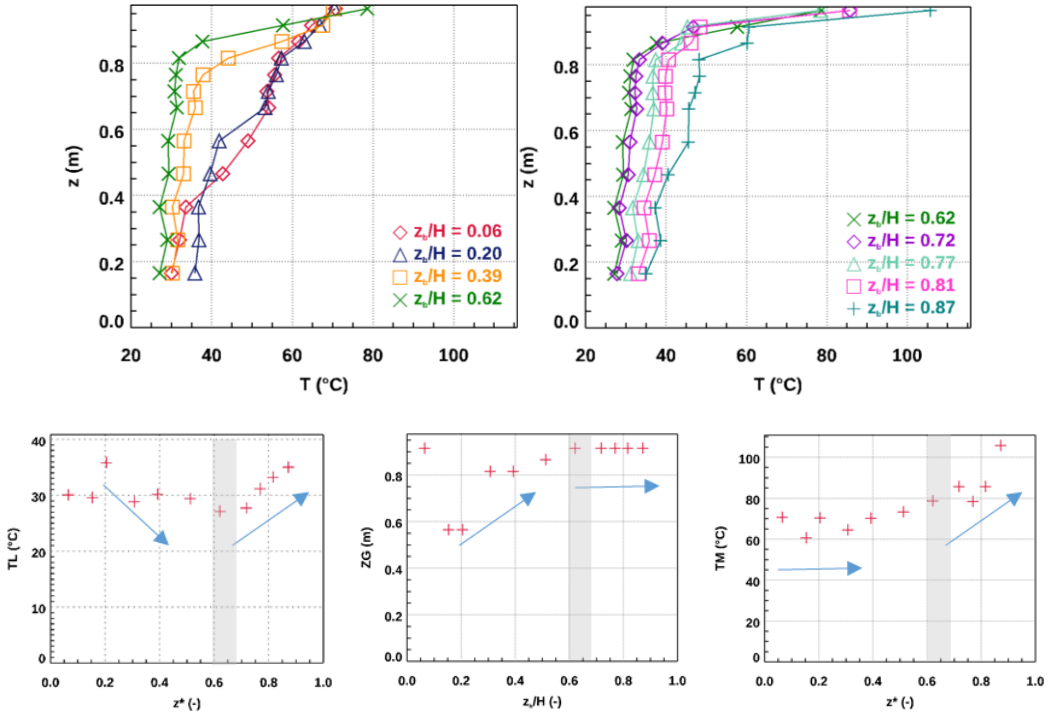 z (m)
0.8
0.6
0.4
0.2
0.0
20 40 60 80 100
T (°C)
z_b/H = 0.06
z_b/H = 0.20
z_b/H = 0.39
z_b/H = 0.62
z (m)
0.8
0.6
0.4
0.2
0.0
20 40 60 80 100
T (°C)
z_b/H = 0.62
z_b/H = 0.72
z_b/H = 0.77
z_b/H = 0.81
z_b/H = 0.87
TL (°C)
40
30
20
10
0
0.0 0.2 0.4 0.6 0.8 1.0
z* (-)
ZG (m)
0.8
0.6
0.4
0.2
0.0
0.0 0.2 0.4 0.6 0.8 1.0
z_s/H (-)
TM (°C)
100
80
60
40
20
0
0.0 0.2 0.4 0.6 0.8 1.0
z* (-)